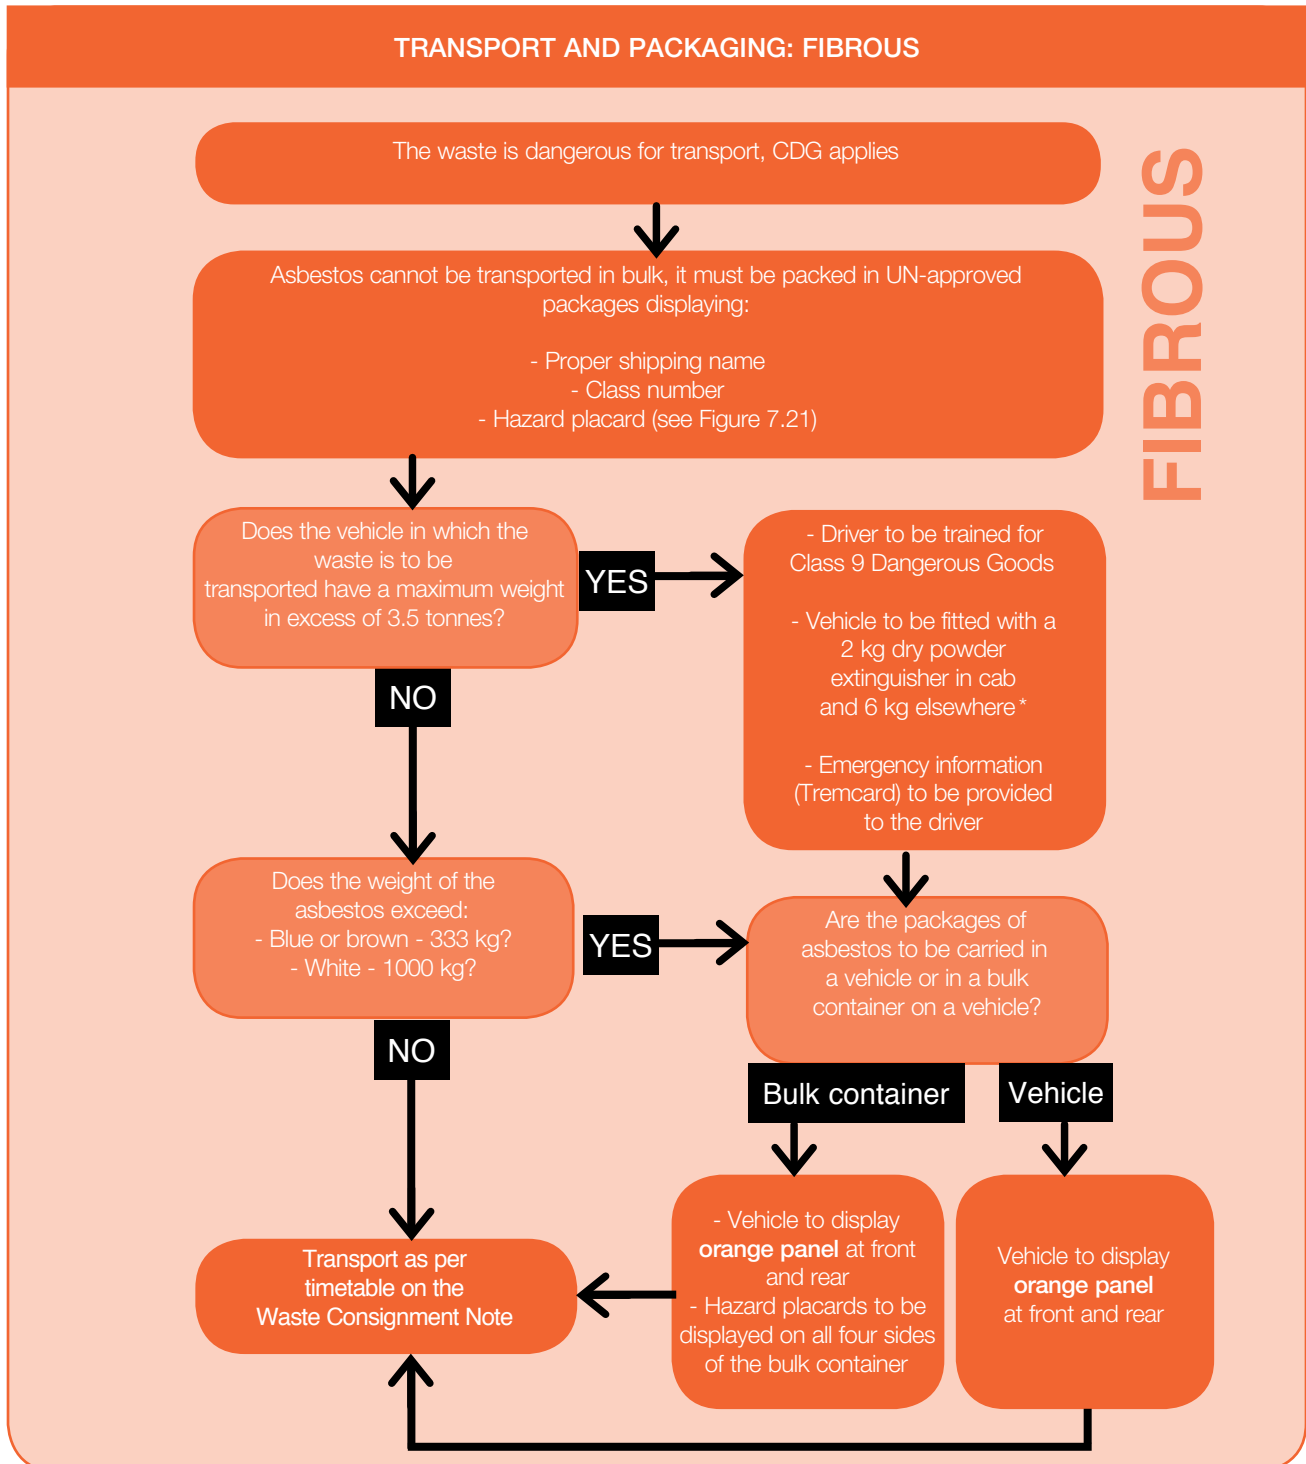 TRANSPORT AND PACKAGING: FIBROUS
FIBROUS
The waste is dangerous for transport, CDG applies
Asbestos cannot be transported in bulk, it must be packed in UN-approved
packages displaying:
- Proper shipping name
- Class number
- Hazard placard (see Figure 7.21)
Does the vehicle in which the
waste is to be
transported have a maximum weight
in excess of 3.5 tonnes?
YES
- Driver to be trained for
Class 9 Dangerous Goods
- Vehicle to be fitted with a
2 kg dry powder
extinguisher in cab
and 6 kg elsewhere*
- Emergency information
(Tremcard) to be provided
to the driver
NO
Does the weight of the
asbestos exceed:
- Blue or brown - 333 kg?
- White - 1000 kg?
YES
Are the packages of
asbestos to be carried in
a vehicle or in a bulk
container on a vehicle?
NO
Bulk container
Vehicle
- Vehicle to display
orange panel at front
and rear
- Hazard placards to be
displayed on all four sides
of the bulk container
Vehicle to display
orange panel
at front and rear
Transport as per
timetable on the
Waste Consignment Note